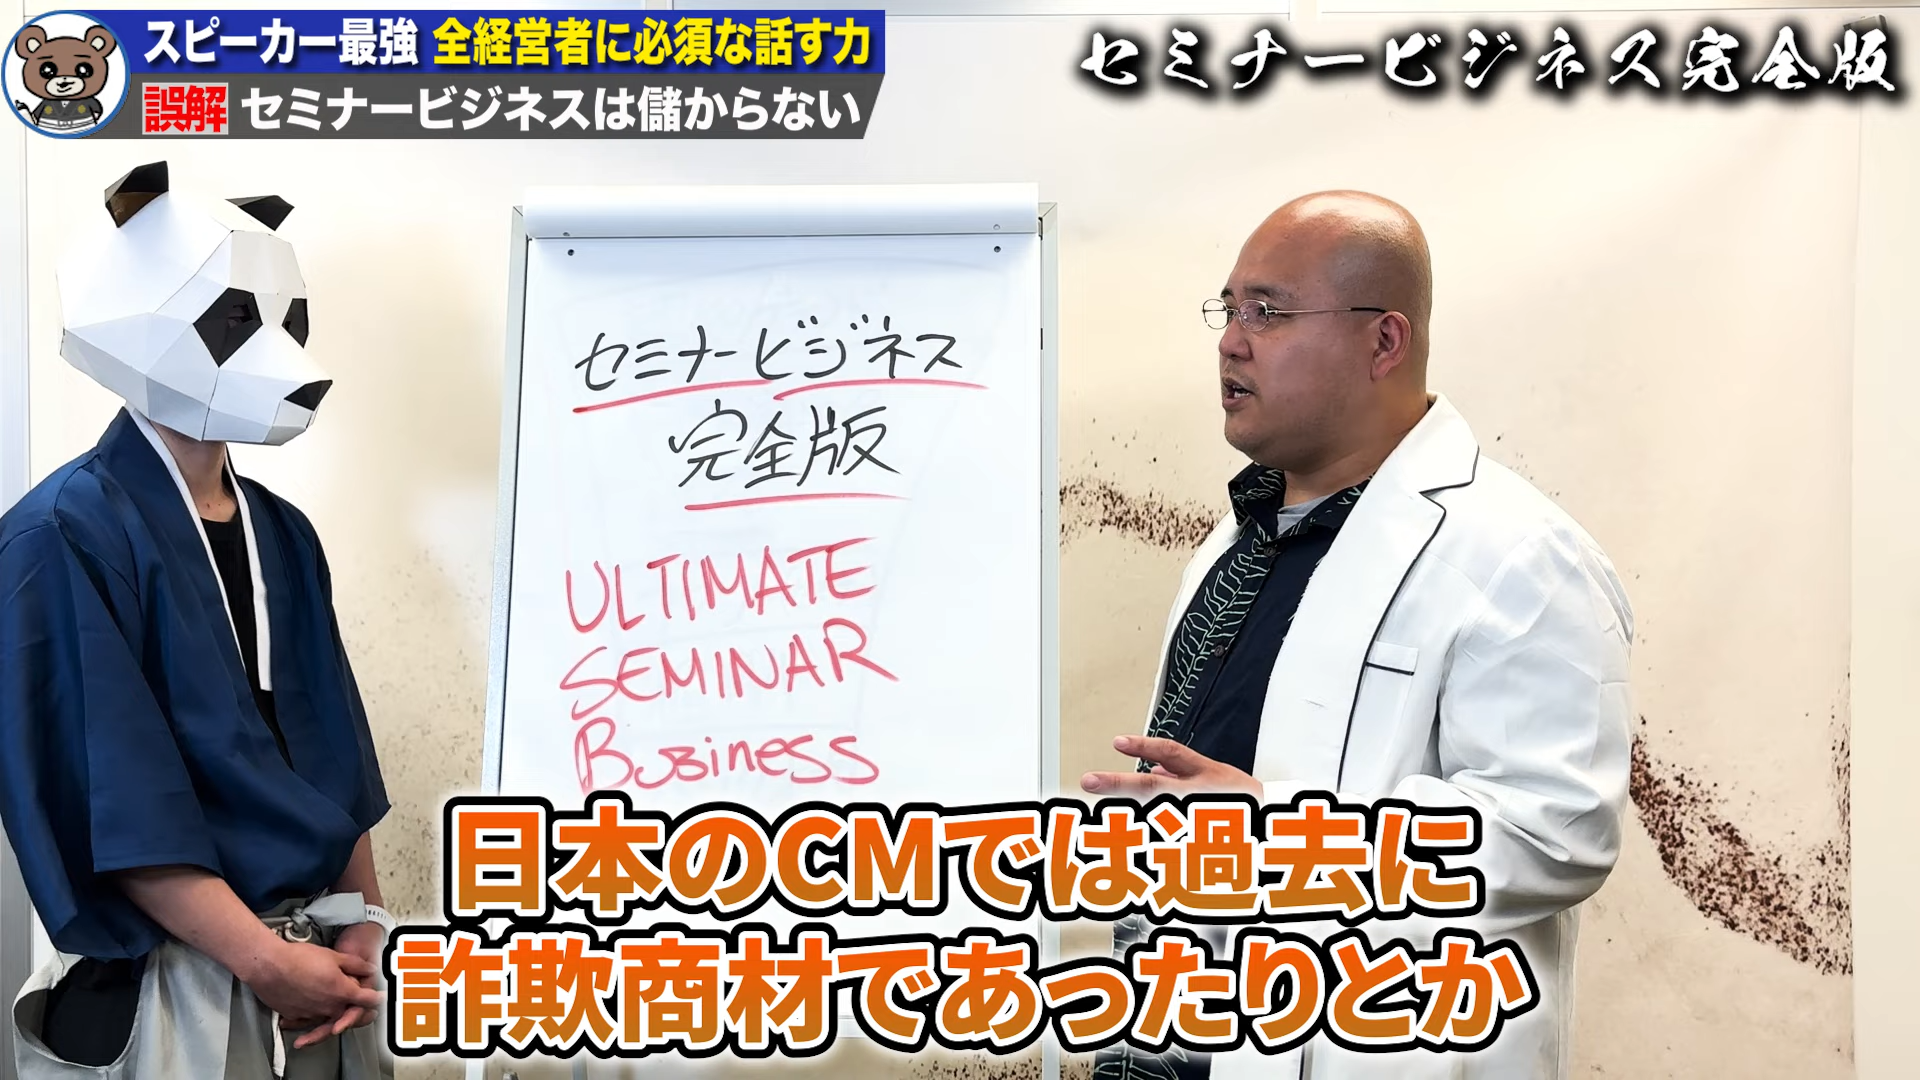 スピーカー最強 全経営者に必須な話す力
誤解 セミナービジネスは儲からない
セミナービジネス完全版
セミナービジネス
完全版
ULTIMATE
SEMINAR
Business
日本のCMでは過去に
詐欺商材であったりとか